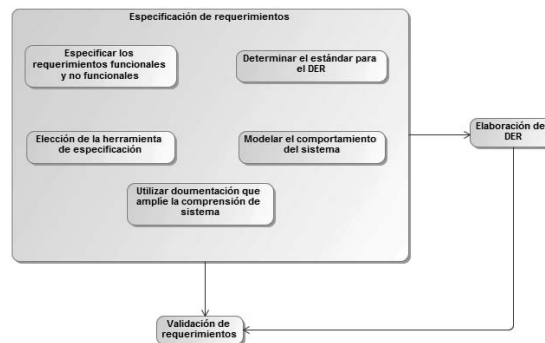 Especificación de requerimientos
Especificar los
requerimientos funcionales
y no funcionales
Determinar el estándar para
el DER
Elección de la herramienta
de especificación
Modelar el comportamiento
del sistema
Utilizar doumentación que
amplie la comprensión de
sistema
Elaboración de
DER
Validación de
requerimientos